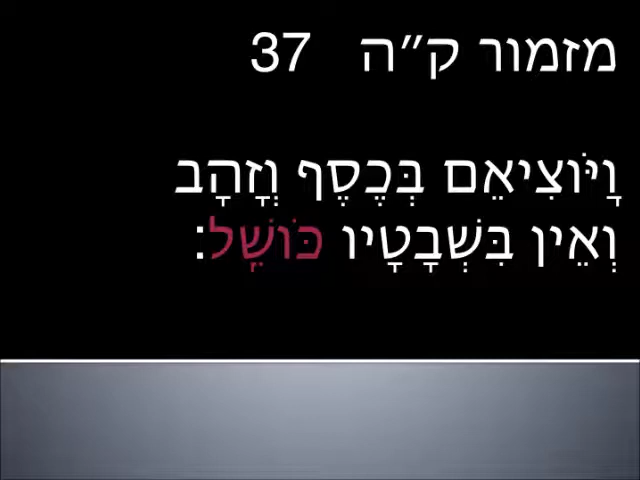 מזמור ק״ה 37
וַיּוֹצִיאֵם בְּכֶסֶף וְזָהָב
וְאֵין בִּשְׁבָטָיו כּוֹשֵׁל: